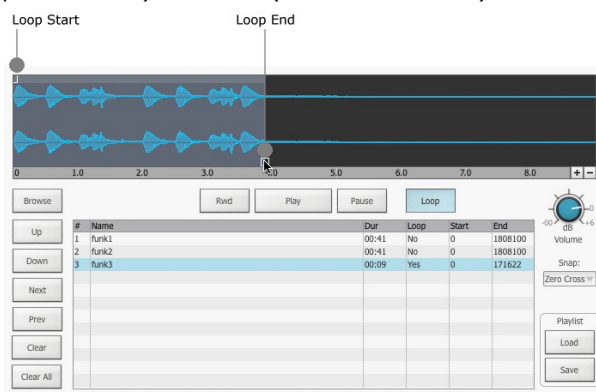 Loop Start Loop End
0 1.0 2.0 3.0 5.0 6.0 7.0 8.0 + −
Browse Rwd Play Pause Loop
-00 dB +6
Volume
Snap:
Zero Cross
Up
Down
Next
Prev
Clear
Clear All
# Name Dur Loop Start End
1 funk1 00:41 No 0 1808100
2 funk2 00:41 No 0 1808100
3 funk3 00:09 Yes 0 171622
Playlist
Load
Save